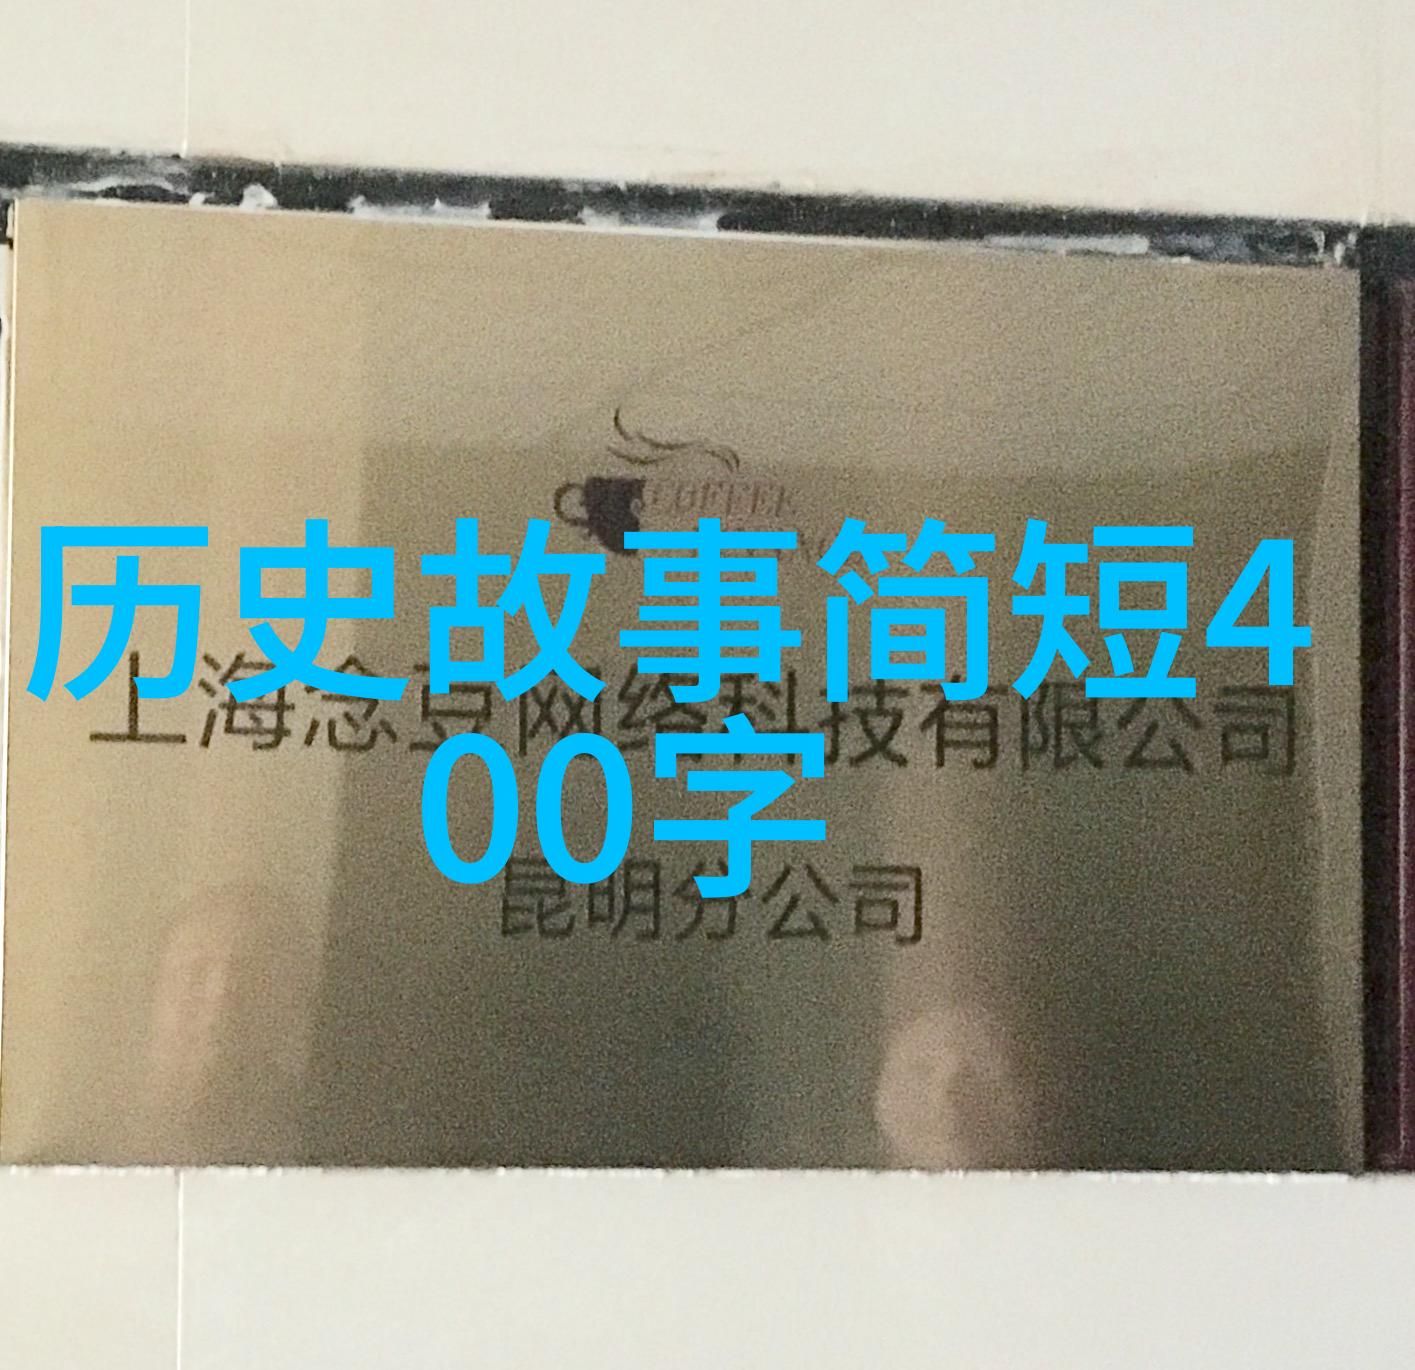 COFFEE
历史故事简短4
00字
上海念豆网络科技有限公司
昆明分公司